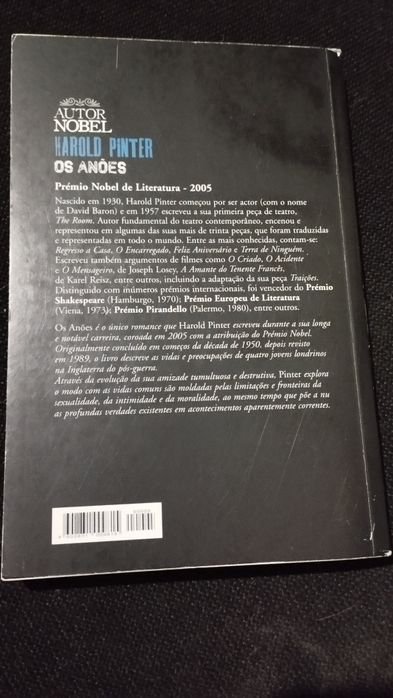 AUTOR
NOBEL
HAROLD PINTER
OS ANÕES
Prémio Nobel de Literatura - 2005
Nascido em 1930, Harold Pinter começou por ser actor (com o nome
de David Baron) e em 1957 escreveu a sua primeira peça de teatro,
The Room. Autor fundamental do teatro contemporâneo, encenou e
representou em algumas das suas mais de trinta peças, que foram traduzidas
e representadas em todo o mundo. Entre as mais conhecidas, contam-se:
Regresso a Casa, O Encarregado, Feliz Aniversário e Terra de Ninguém.
Escreveu também argumentos de filmes como O Criado, O Acidente
e O Mensageiro, de Joseph Losey, A Amante do Tenente Francês,
de Karel Reisz, entre outros, incluindo a adaptação da sua peça Traições.
Distinguido com inúmeros prémios internacionais, foi vencedor do Prémio
Shakespeare (Hamburgo, 1970); Prémio Europeu de Literatura
(Viena, 1973); Prémio Pirandello (Palermo, 1980), entre outros.
Os Anões é o único romance que Harold Pinter escreveu durante a sua longa
e notável carreira, coroada em 2005 com a atribuição do Prémio Nobel.
Originalmente concluído em começos da década de 1950, depois revisto
em 1989, o livro descreve as vidas e preocupações de quatro jovens londrinos
na Inglaterra do pós-guerra.
Através da evolução da sua amizade tumultuosa e destrutiva, Pinter explora
o modo com as vidas comuns são moldadas pelas limitações e fronteiras da
sexualidade, da intimidade e da moralidade, ao mesmo tempo que põe a nu
as profundas verdades existentes em acontecimentos aparentemente correntes.